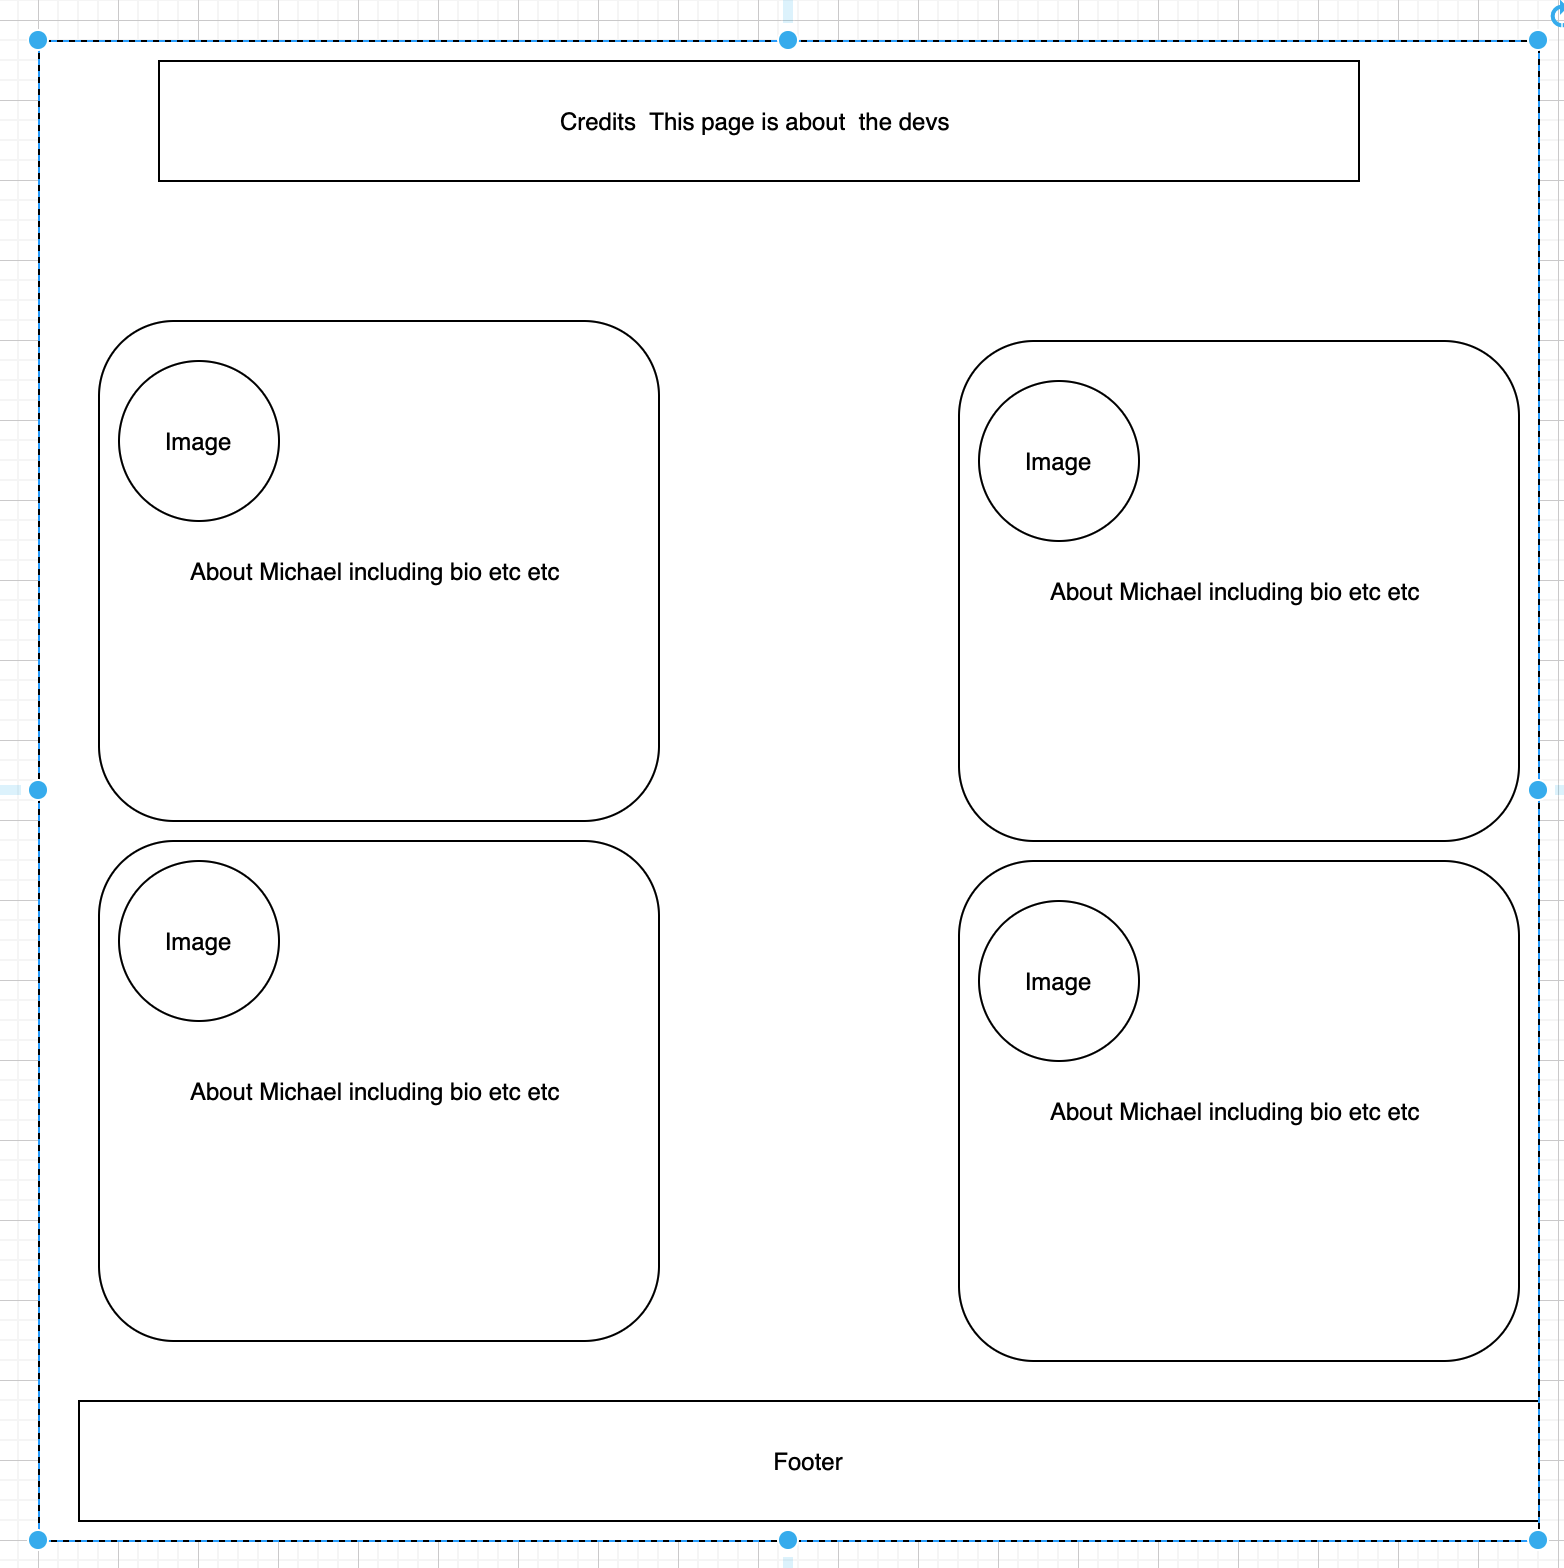 Credits  This page is about  the devs
Image
Image
About Michael including bio etc etc
About Michael including bio etc etc
Image
Image
About Michael including bio etc etc
About Michael including bio etc etc
Footer